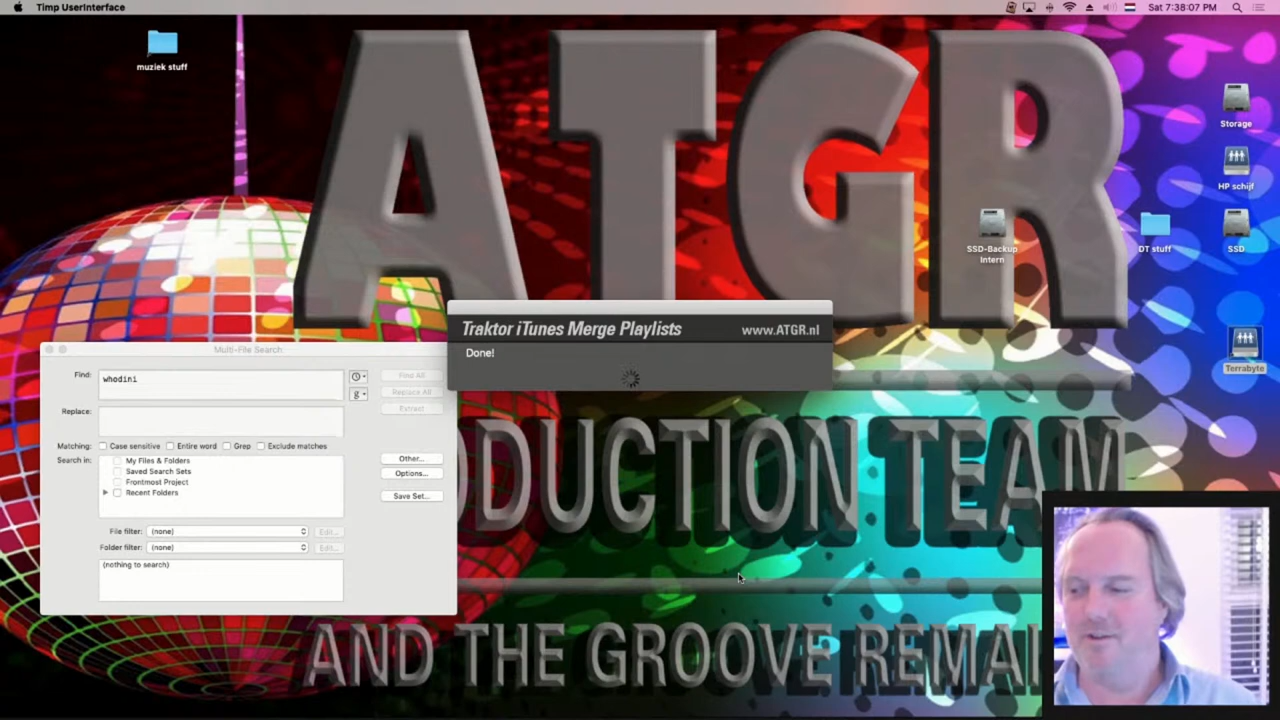 Timp UserInterface
Sat 7:38:07 PM
muziek stuff
ATGR
Storage
HP schijf
SSD-Backup
Intern
DT stuff
SSD
Terrabyte
Traktor iTunes Merge Playlists
www.ATGR.nl
Done!
Multi-File Search
Find:
whodini
g
Find All
Replace All
Extract
Replace:
Matching:
Case sensitive
Entire word
Grep
Exclude matches
Search in:
My Files & Folders
Saved Search Sets
Frontmost Project
Recent Folders
Other...
Options...
Save Set...
File filter:
(none)
Edit...
Folder filter:
(none)
Edit...
(nothing to search)
DUCTION TEAM
AND THE GROOVE REMAI